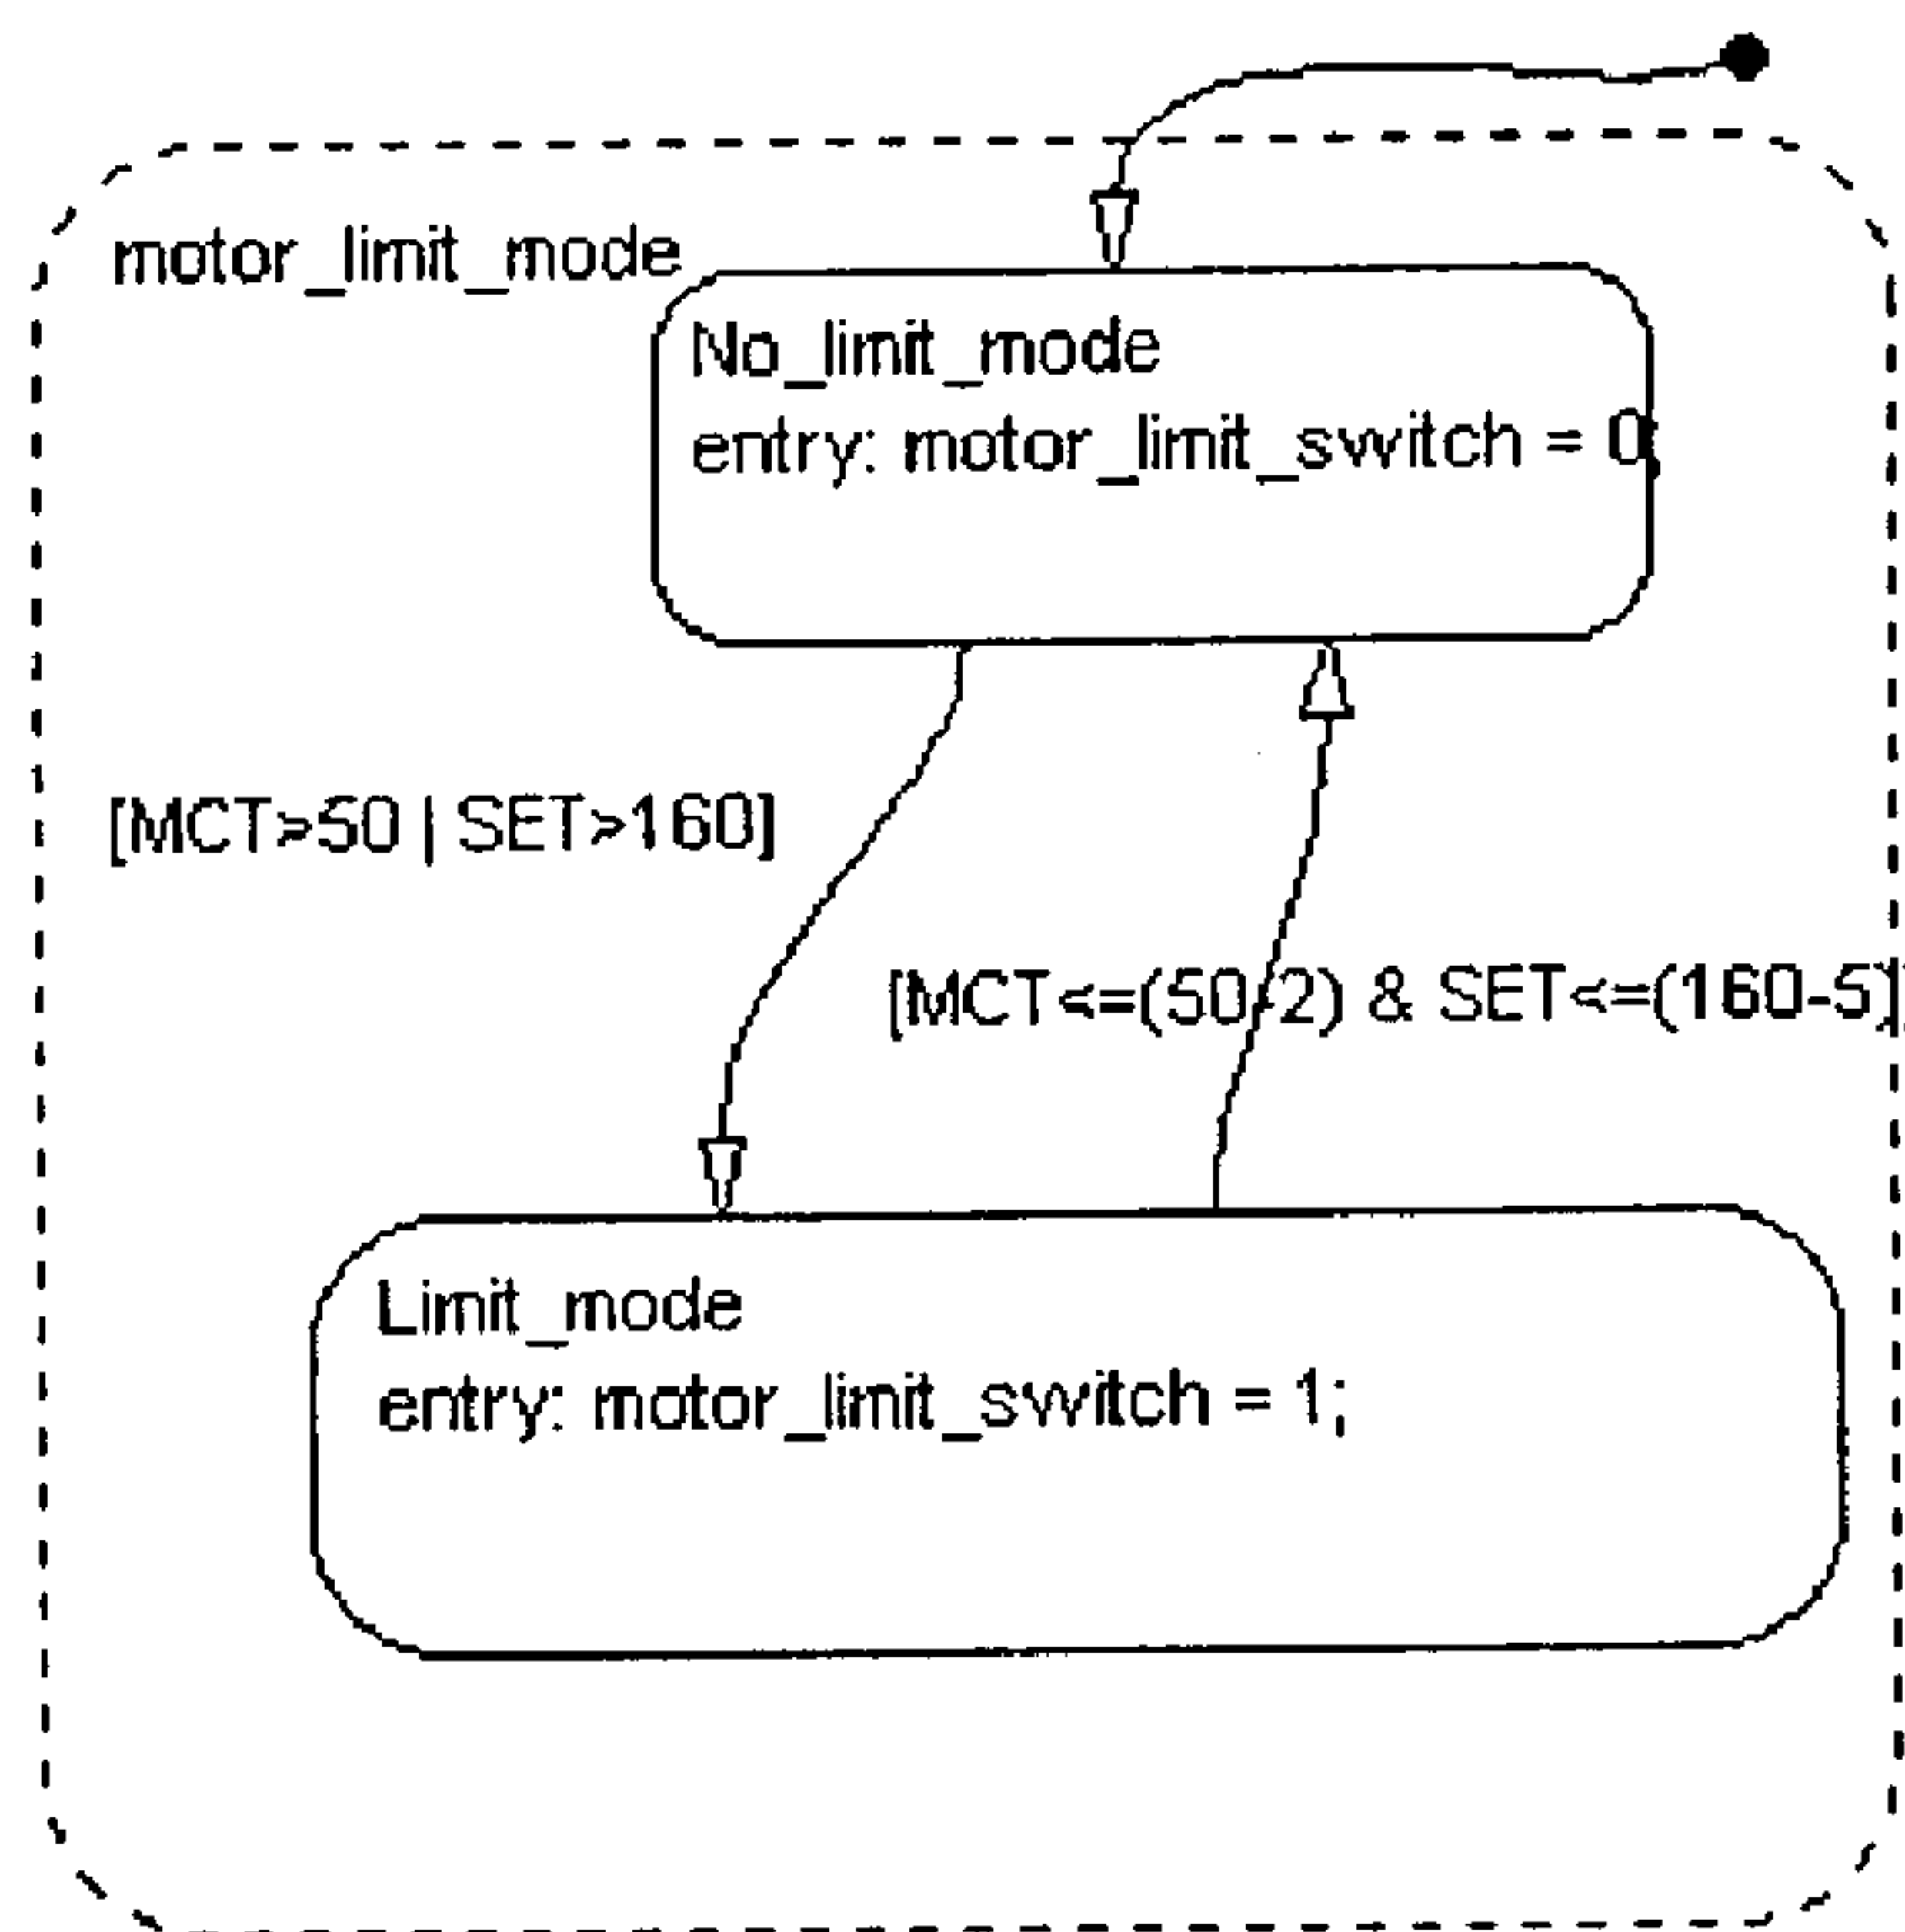 motor_limit_mode
No_limit_mode
entry: motor_limit_switch = 0;
[MCT>50 | SET>160]
[MCT<=(50-2) & SET<=(160-5)]
Limit_mode
entry: motor_limit_switch = 1;